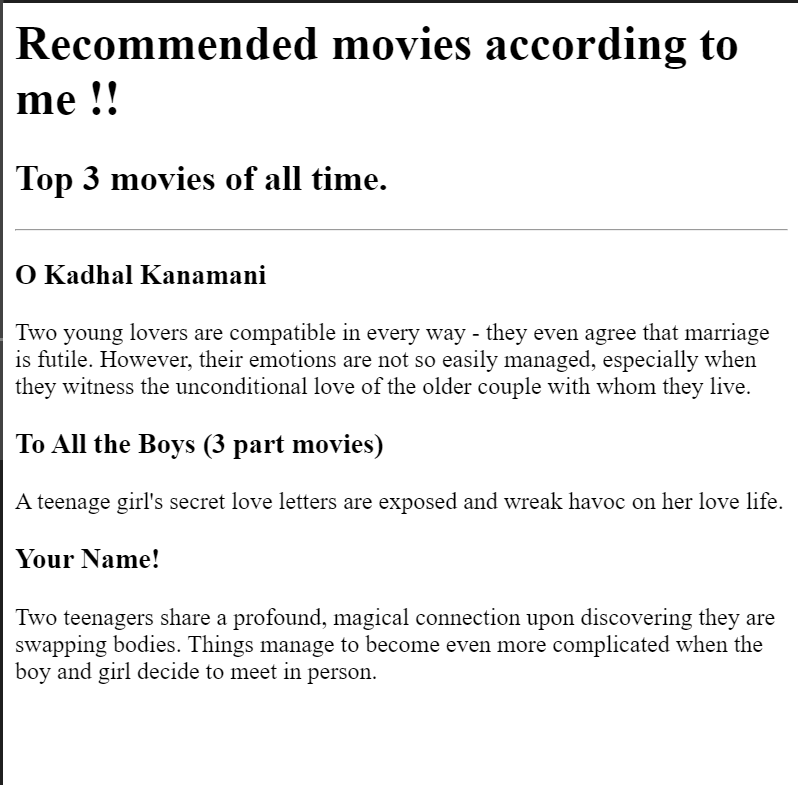 Recommended movies according to
me !!
Top 3 movies of all time.
O Kadhal Kanamani
Two young lovers are compatible in every way - they even agree that marriage
is futile. However, their emotions are not so easily managed, especially when
they witness the unconditional love of the older couple with whom they live.
To All the Boys (3 part movies)
A teenage girl's secret love letters are exposed and wreak havoc on her love life.
Your Name!
Two teenagers share a profound, magical connection upon discovering they are
swapping bodies. Things manage to become even more complicated when the
boy and girl decide to meet in person.